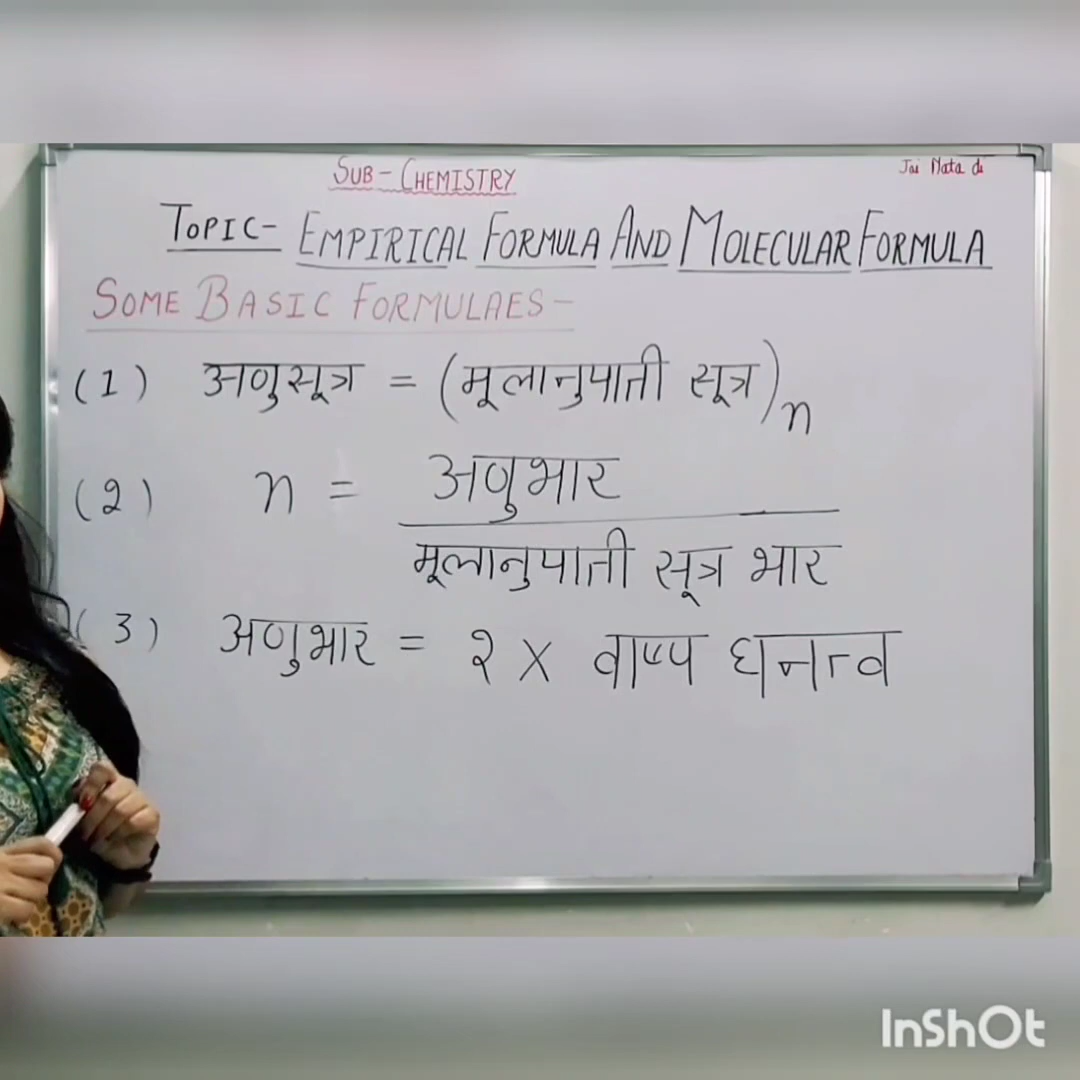 SUB - CHEMISTRY
Jai Mata di
TOPIC - EMPIRICAL FORMULA AND MOLECULAR FORMULA
SOME BASIC FORMULAES -
(1) अणुसूत्र = (मूलानुपाती सूत्र)n
(2) n = अणुभार
मूलानुपाती सूत्र भार
(3) अणुभार = २ X वाष्प घनत्व
InShOt